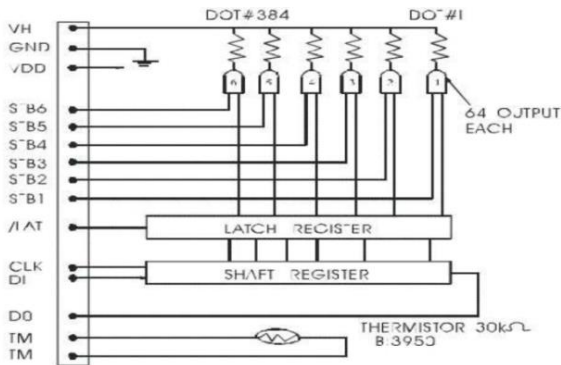 DOT#384 DOT#1
VH
GND
VDD
6 5 4 3 2 1
STB6
STB5
STB4
STB3
STB2
STB1
64 OUTPUT
EACH
/LAT
LATCH REGISTER
CLK
DI
SHAFT REGISTER
DO
THERMISTOR 30kΩ
B:3950
TM
TM